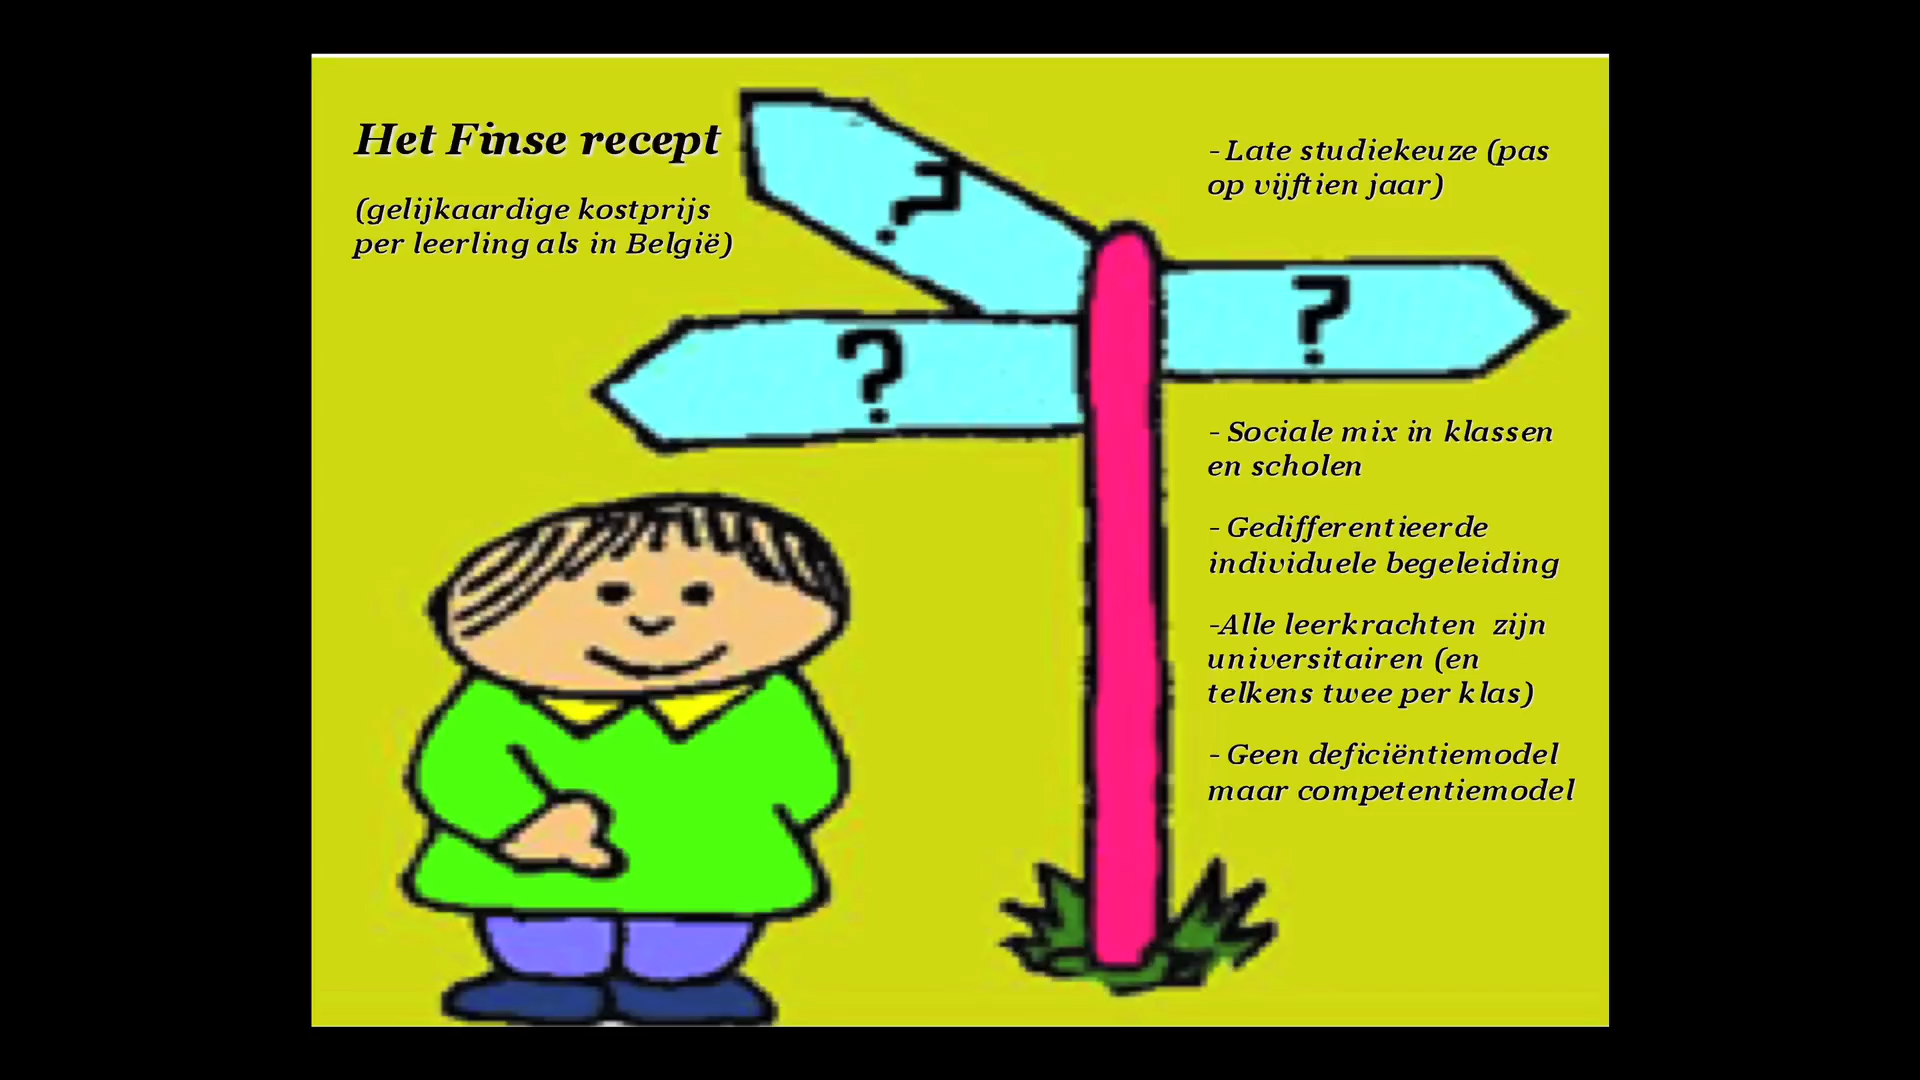 Het Finse recept
(gelijkaardige kostprijs
per leerling als in België)
?
?
?
- Late studiekeuze (pas
op vijftien jaar)
- Sociale mix in klassen
en scholen
- Gedifferentieerde
individuele begeleiding
-Alle leerkrachten zijn
universitairen (en
telkens twee per klas)
- Geen deficiëntiemodel
maar competentiemodel